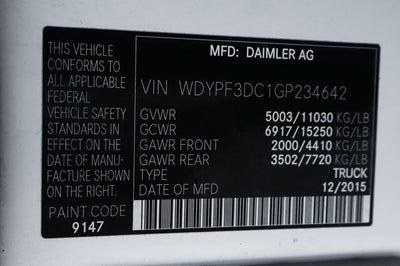 THIS VEHICLE
CONFORMS TO
ALL APPLICABLE
FEDERAL
VEHICLE SAFETY
STANDARDS IN
EFFECT ON THE
DATE OF MANU-
FACTURE SHOWN
ON THE RIGHT.
PAINT CODE
9147
MFD: DAIMLER AG
VIN WDYPF3DC1GP234642
GVWR 5003/11030 KG/LB
GCWR 6917/15250 KG/LB
GAWR FRONT 2000/4410 KG/LB
GAWR REAR 3502/7720 KG/LB
TYPE TRUCK
DATE OF MFD 12/2015